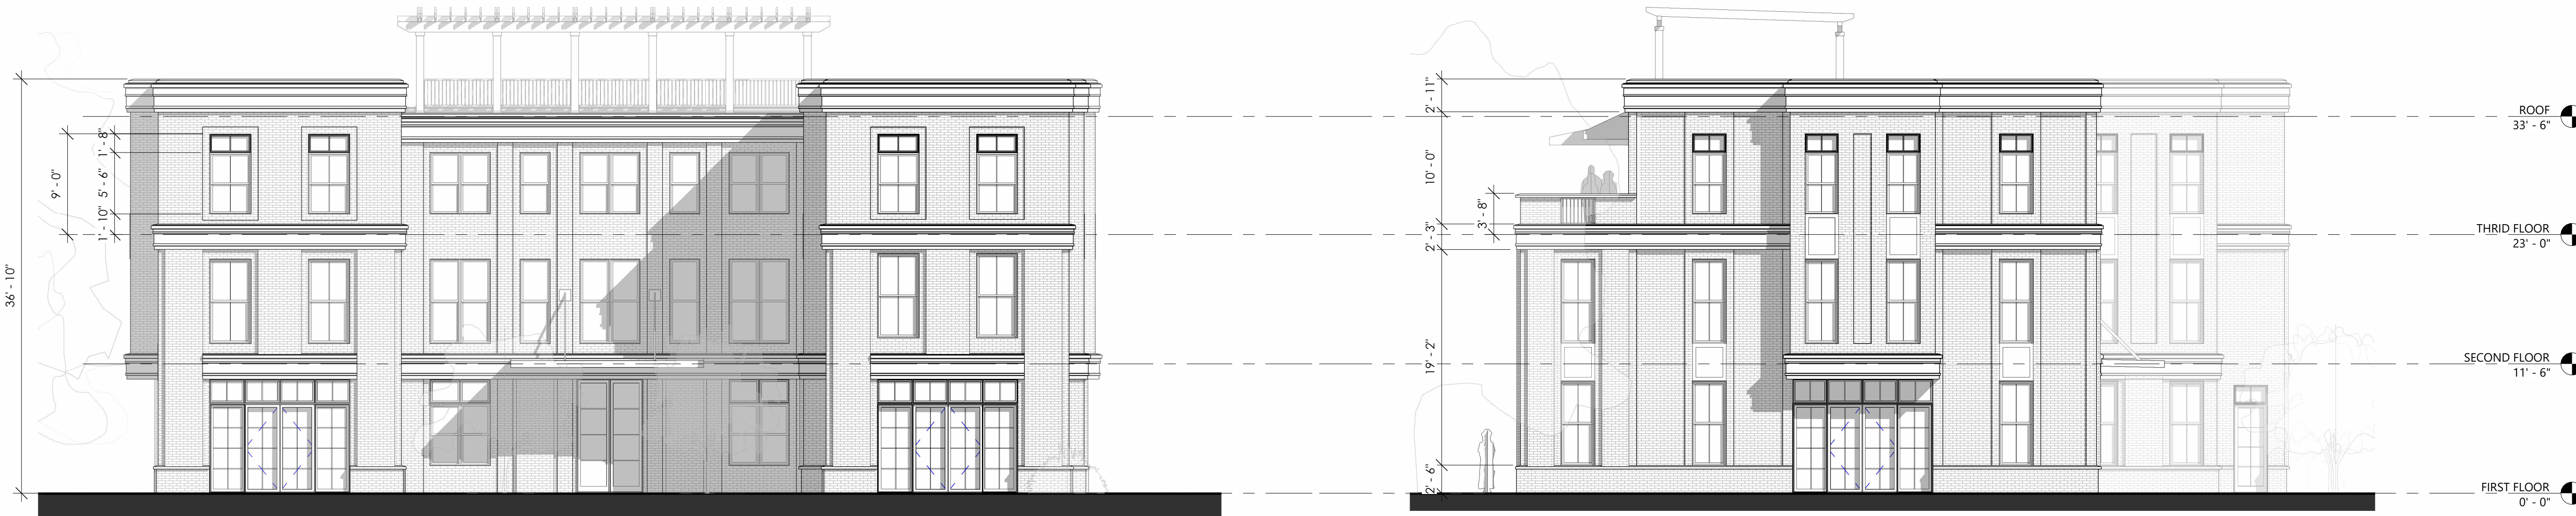 36' - 10"
9' - 0"
1' - 8"
5' - 6"
1' - 10"
2' - 11"
10' - 0"
3' - 8"
2' - 3"
19' - 2"
2' - 6"
ROOF
33' - 6"
THRID FLOOR
23' - 0"
SECOND FLOOR
11' - 6"
FIRST FLOOR
0' - 0"